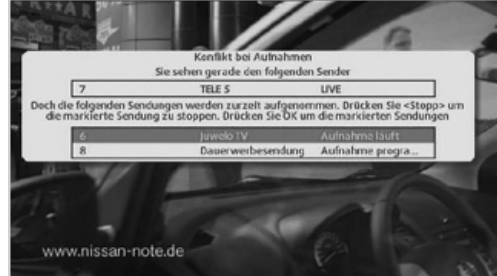 Konflikt bei Aufnahmen
Sie sehen gerade den folgenden Sender
7 TELE 5 LIVE
Doch die folgenden Sendungen werden zurzeit aufgenommen. Drücken Sie <Stopp> um
die markierte Sendung zu stoppen. Drücken Sie OK um die markierten Sendungen
6 Juwelo TV Aufnahme läuft
8 Dauerwerbesendung Aufnahme progra...
www.nissan-note.de